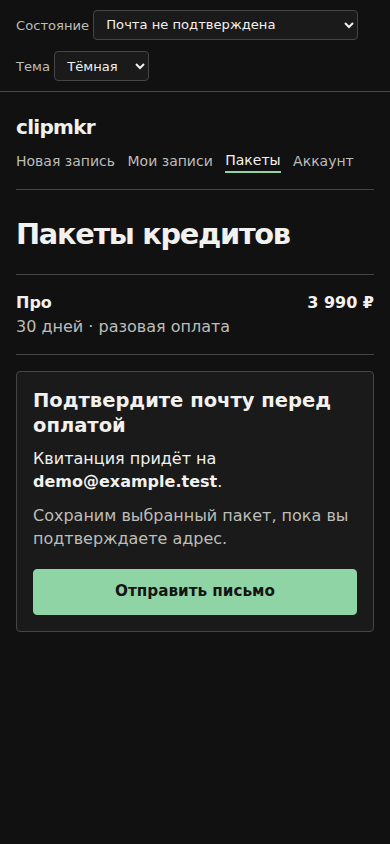 Состояние Почта не подтверждена
Тема Тёмная
clipmkr
Новая запись Мои записи Пакеты Аккаунт
Пакеты кредитов
Про 3 990 ₽
30 дней · разовая оплата
Подтвердите почту перед
оплатой
Квитанция придёт на
demo@example.test.
Сохраним выбранный пакет, пока вы
подтверждаете адрес.
Отправить письмо